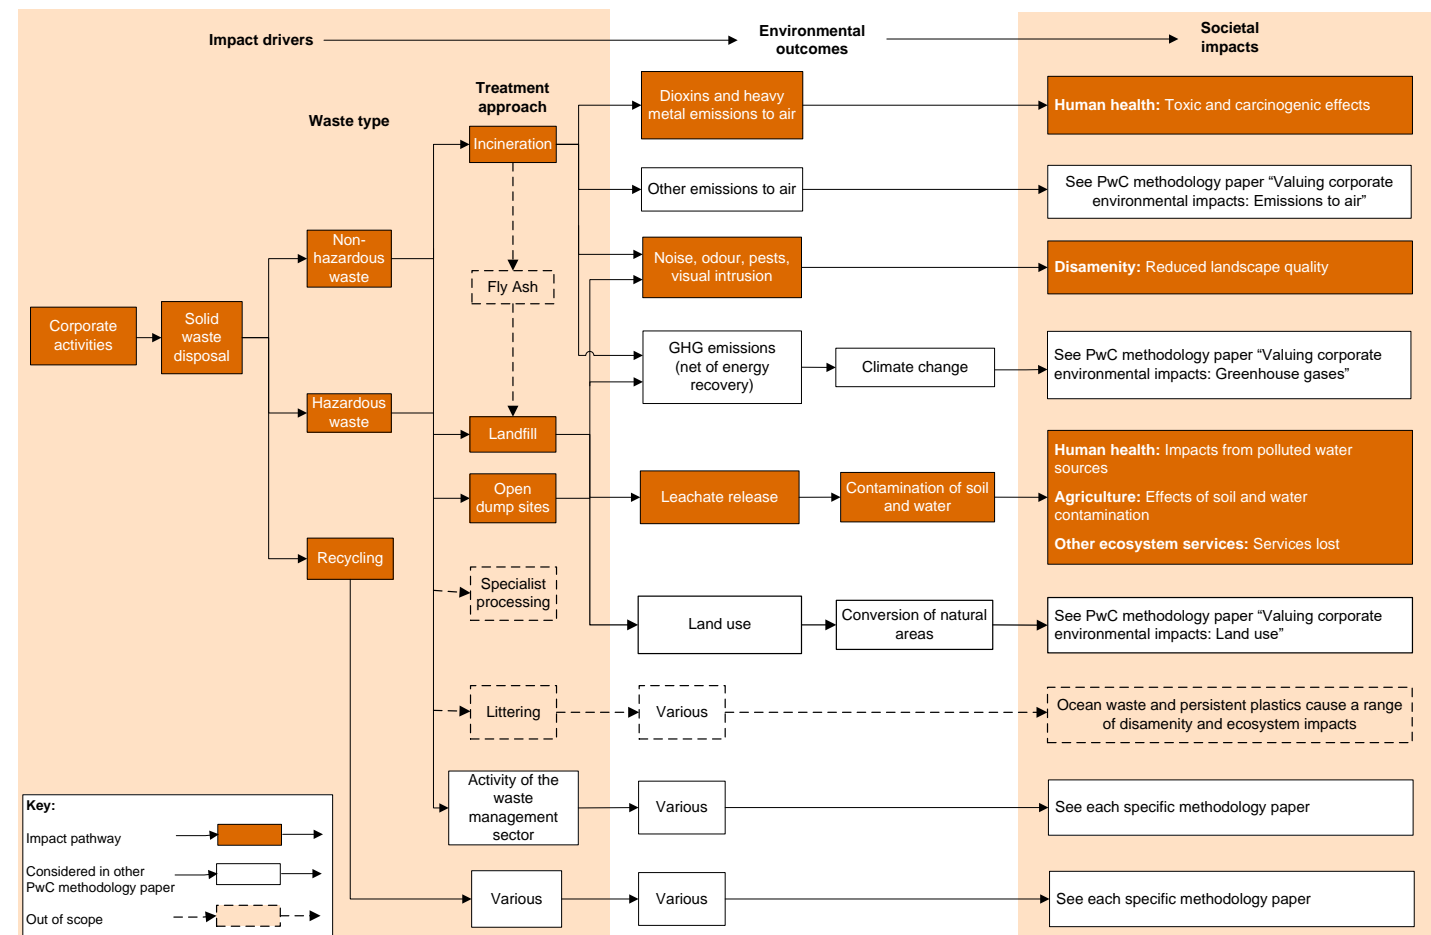 Impact drivers
Environmental
outcomes
Societal
impacts
Waste type
Treatment
approach
Corporate
activities
Solid
waste
disposal
Non-
hazardous
waste
Hazardous
waste
Recycling
Incineration
Fly Ash
Landfill
Open
dump sites
Specialist
processing
Littering
Activity of the
waste
management
sector
Various
Dioxins and heavy
metal emissions to air
Human health: Toxic and carcinogenic effects
Other emissions to air
See PwC methodology paper “Valuing corporate
environmental impacts: Emissions to air”
Noise, odour, pests,
visual intrusion
Disamenity: Reduced landscape quality
GHG emissions
(net of energy
recovery)
Climate change
See PwC methodology paper “Valuing corporate
environmental impacts: Greenhouse gases”
Leachate release
Contamination of soil
and water
Human health: Impacts from polluted water
sources
Agriculture: Effects of soil and water
contamination
Other ecosystem services: Services lost
Land use
Conversion of natural
areas
See PwC methodology paper “Valuing corporate
environmental impacts: Land use”
Various
Ocean waste and persistent plastics cause a range
of disamenity and ecosystem impacts
Various
See each specific methodology paper
Various
See each specific methodology paper
Key:
Impact pathway
Considered in other
PwC methodology paper
Out of scope